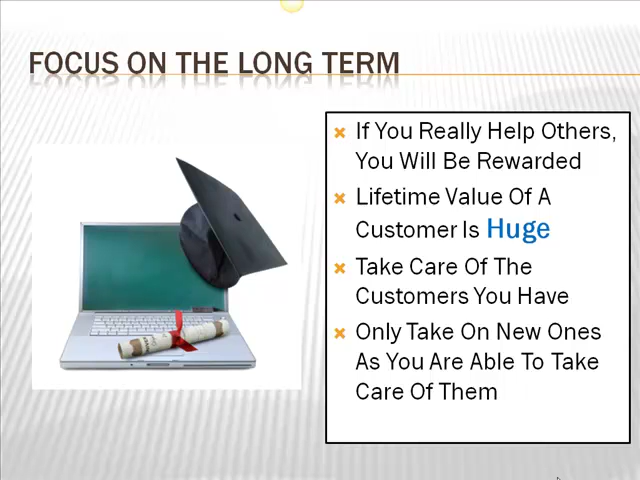 FOCUS ON THE LONG TERM
If You Really Help Others,
You Will Be Rewarded
Lifetime Value Of A
Customer Is Huge
Take Care Of The
Customers You Have
Only Take On New Ones
As You Are Able To Take
Care Of Them